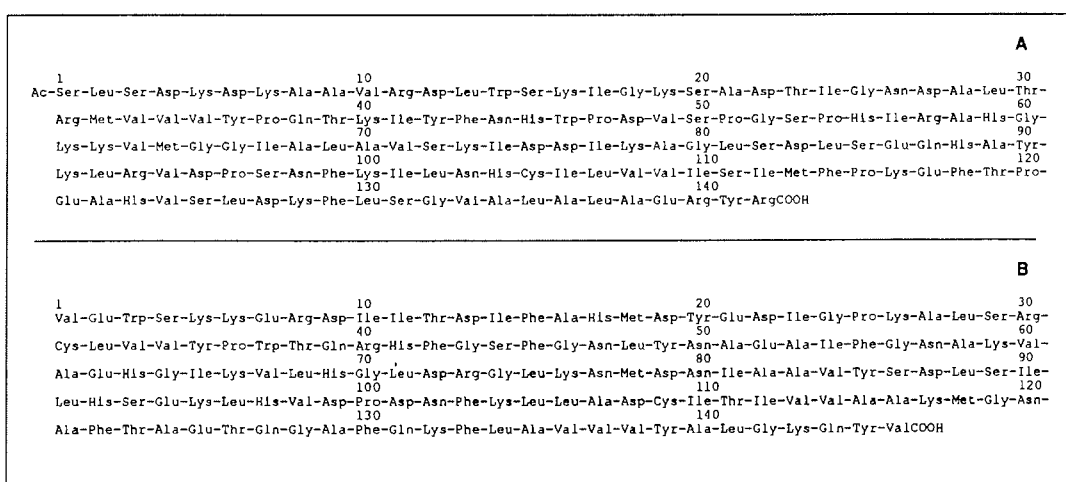 A
1 10 20 30
Ac-Ser-Leu-Ser-Asp-Lys-Asp-Lys-Ala-Ala-Val-Arg-Asp-Leu-Trp-Ser-Lys-Ile-Gly-Lys-Ser-Ala-Asp-Thr-Ile-Gly-Asn-Asp-Ala-Leu-Thr-
40 50 60
Arg-Met-Val-Val-Val-Tyr-Pro-Gln-Thr-Lys-Ile-Tyr-Phe-Asn-His-Trp-Pro-Asp-Val-Ser-Pro-Gly-Ser-Pro-His-Ile-Arg-Ala-His-Gly-
70 80 90
Lys-Lys-Val-Met-Gly-Gly-Ile-Ala-Leu-Ala-Val-Ser-Lys-Ile-Asp-Asp-Ile-Lys-Ala-Gly-Leu-Ser-Asp-Leu-Ser-Glu-Gln-His-Ala-Tyr-
100 110 120
Lys-Leu-Arg-Val-Asp-Pro-Ser-Asn-Phe-Lys-Ile-Leu-Asn-His-Cys-Ile-Leu-Val-Val-Ile-Ser-Ile-Met-Phe-Pro-Lys-Glu-Phe-Thr-Pro-
130 140
Glu-Ala-His-Val-Ser-Leu-Asp-Lys-Phe-Leu-Ser-Gly-Val-Ala-Leu-Ala-Leu-Ala-Glu-Arg-Tyr-ArgCOOH
B
1 10 20 30
Val-Glu-Trp-Ser-Lys-Lys-Glu-Arg-Asp-Ile-Ile-Thr-Asp-Ile-Phe-Ala-His-Met-Asp-Tyr-Glu-Asp-Ile-Gly-Pro-Lys-Ala-Leu-Ser-Arg-
40 50 60
Cys-Leu-Val-Val-Tyr-Pro-Trp-Thr-Gln-Arg-His-Phe-Gly-Ser-Phe-Gly-Asn-Leu-Tyr-Asn-Ala-Glu-Ala-Ile-Phe-Gly-Asn-Ala-Lys-Val-
70 80 90
Ala-Glu-His-Gly-Ile-Lys-Val-Leu-His-Gly-Leu-Asp-Arg-Gly-Leu-Lys-Asn-Met-Asp-Asn-Ile-Ala-Ala-Val-Tyr-Ser-Asp-Leu-Ser-Ile-
100 110 120
Leu-His-Ser-Glu-Lys-Leu-His-Val-Asp-Pro-Asp-Asn-Phe-Lys-Leu-Leu-Ala-Asp-Cys-Ile-Thr-Ile-Val-Val-Ala-Ala-Lys-Met-Gly-Asn-
130 140
Ala-Phe-Thr-Ala-Glu-Thr-Gln-Gly-Ala-Phe-Gln-Lys-Phe-Leu-Ala-Val-Val-Val-Tyr-Ala-Leu-Gly-Lys-Gln-Tyr-ValCOOH